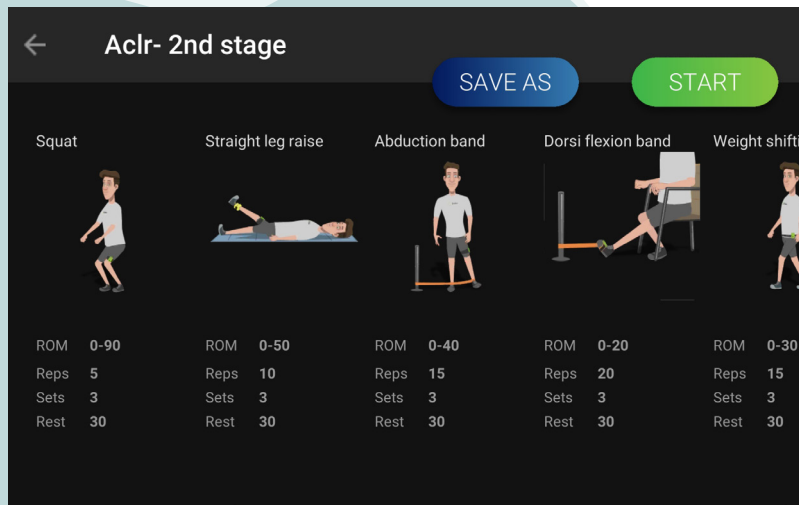 Aclr- 2nd stage
SAVE AS
START
Squat
Straight leg raise
Abduction band
Dorsi flexion band
Weight shifti
ROM 0-90
Reps 5
Sets 3
Rest 30
ROM 0-50
Reps 10
Sets 3
Rest 30
ROM 0-40
Reps 15
Sets 3
Rest 30
ROM 0-20
Reps 20
Sets 3
Rest 30
ROM 0-30
Reps 15
Sets 3
Rest 30